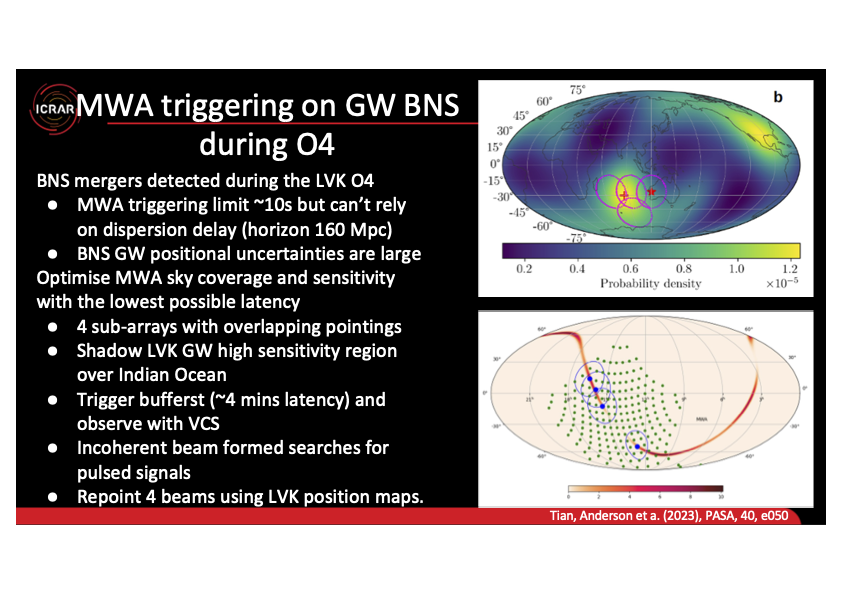 ICRAR
MWA triggering on GW BNS
during O4
BNS mergers detected during the LVK O4
● MWA triggering limit ~10s but can’t rely
on dispersion delay (horizon 160 Mpc)
● BNS GW positional uncertainties are large
Optimise MWA sky coverage and sensitivity
with the lowest possible latency
● 4 sub-arrays with overlapping pointings
● Shadow LVK GW high sensitivity region
over Indian Ocean
● Trigger bufferst (~4 mins latency) and
observe with VCS
● Incoherent beam formed searches for
pulsed signals
● Repoint 4 beams using LVK position maps.
b
75°
60°
45°
30°
15°
0°
-15°
-30°
-45°
-60°
-75°
0.2 0.4 0.6 0.8 1.0 1.2
×10⁻⁵
Probability density
60° 60°
30° 30°
0° 0°
MWA
-30° -30°
-60° -60°
0 2 4 6 8 10
Tian, Anderson et a. (2023), PASA, 40, e050